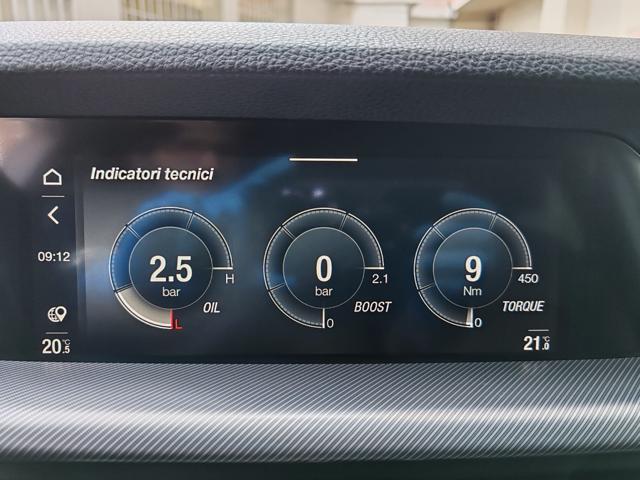 Indicatori tecnici
09:12
2.5
bar
H
L
OIL
0
bar
2.1
0
BOOST
9
Nm
450
0
TORQUE
20.5 °C
21.0 °C